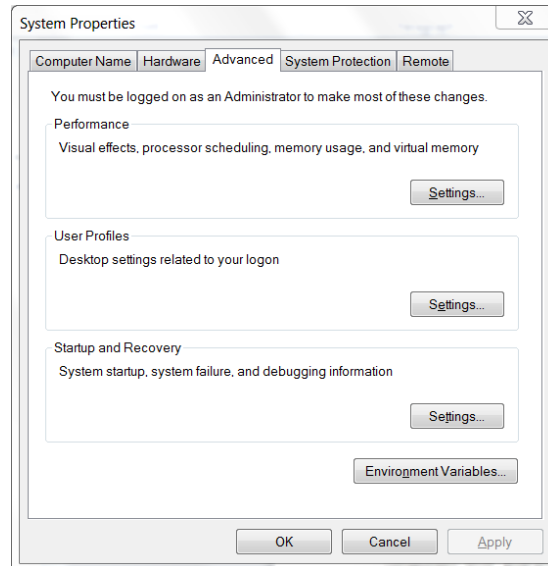 System Properties
Computer Name Hardware Advanced System Protection Remote
You must be logged on as an Administrator to make most of these changes.
Performance
Visual effects, processor scheduling, memory usage, and virtual memory
Settings...
User Profiles
Desktop settings related to your logon
Settings...
Startup and Recovery
System startup, system failure, and debugging information
Settings...
Environment Variables...
OK Cancel Apply